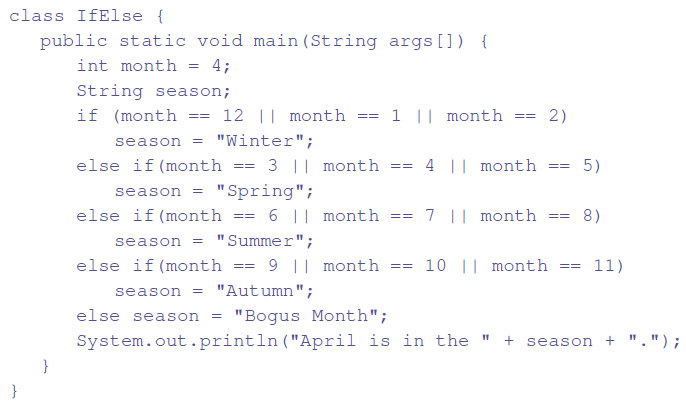 class IfElse {
public static void main(String args[]) {
int month = 4;
String season;
if (month == 12 || month == 1 || month == 2)
season = "Winter";
else if(month == 3 || month == 4 || month == 5)
season = "Spring";
else if(month == 6 || month == 7 || month == 8)
season = "Summer";
else if(month == 9 || month == 10 || month == 11)
season = "Autumn";
else season = "Bogus Month";
System.out.println("April is in the " + season + ".");
}
}